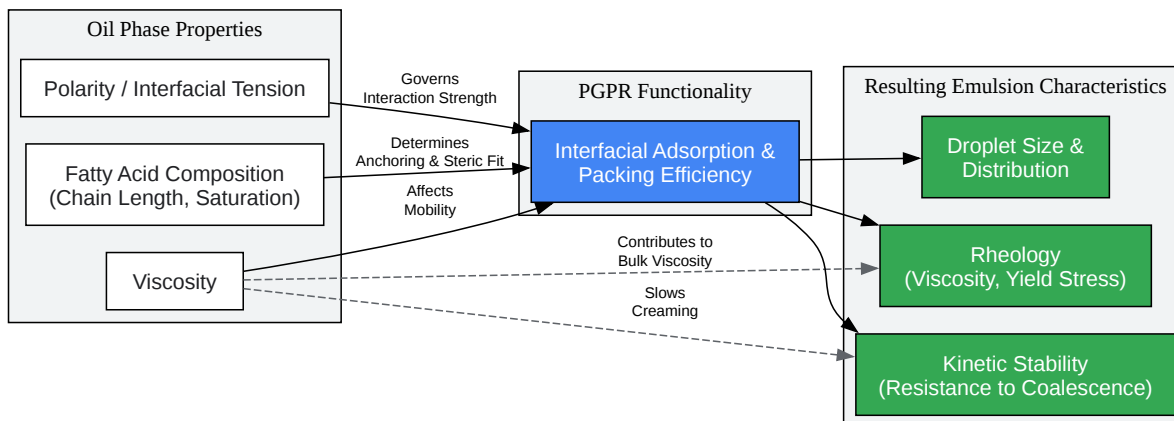 Oil Phase Properties
Polarity / Interfacial Tension
Fatty Acid Composition
(Chain Length, Saturation)
Viscosity
Governs
Interaction Strength
Determines
Anchoring & Steric Fit
Affects
Mobility
Contributes to
Bulk Viscosity
Slows
Creaming
PGPR Functionality
Interfacial Adsorption &
Packing Efficiency
Resulting Emulsion Characteristics
Droplet Size &
Distribution
Rheology
(Viscosity, Yield Stress)
Kinetic Stability
(Resistance to Coalescence)